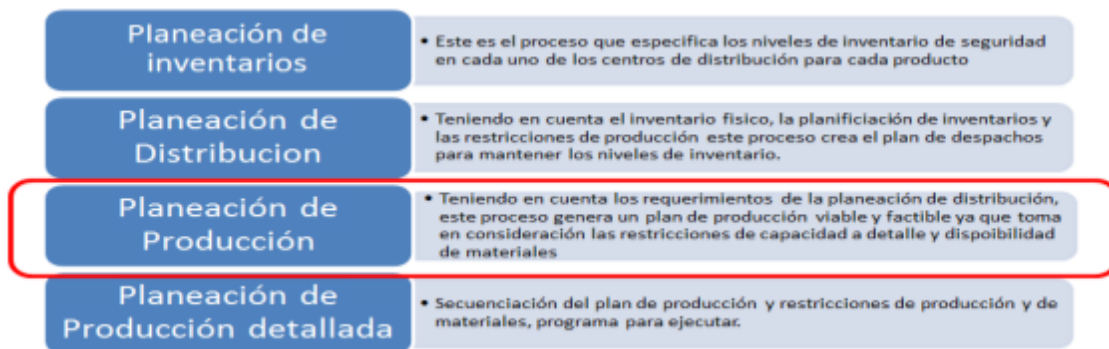 Planeación de
inventarios
• Este es el proceso que especifica los niveles de inventario de seguridad
en cada uno de los centros de distribución para cada producto
Planeación de
Distribucion
• Teniendo en cuenta el inventario fisico, la planificiación de inventarios y
las restricciones de producción este proceso crea el plan de despachos
para mantener los niveles de inventario.
Planeación de
Producción
• Teniendo en cuenta los requerimientos de la planeación de distribución,
este proceso genera un plan de producción viable y factible ya que toma
en consideración las restricciones de capacidad a detalle y dispoibilidad
de materiales
Planeación de
Producción detallada
• Secuenciación del plan de producción y restricciones de producción y de
materiales, programa para ejecutar.